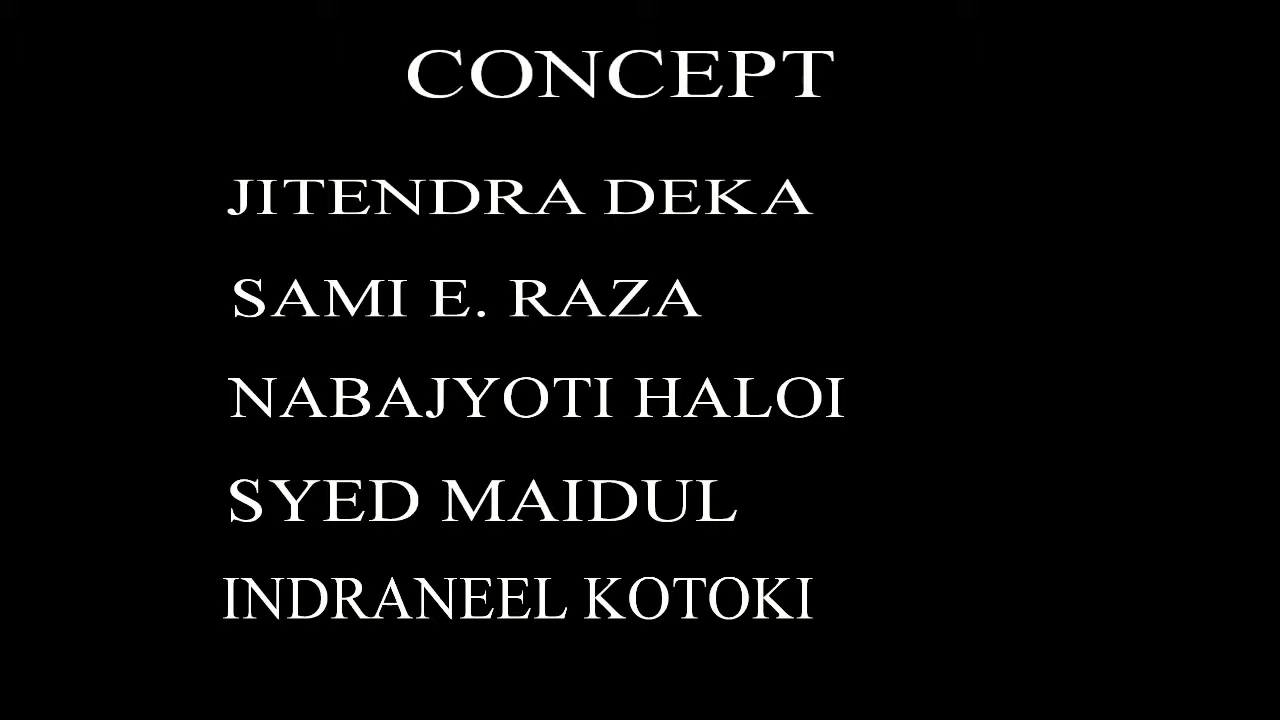 CONCEPT
JITENDRA DEKA
SAMI E. RAZA
NABAJYOTI HALOI
SYED MAIDUL
INDRANEEL KOTOKI